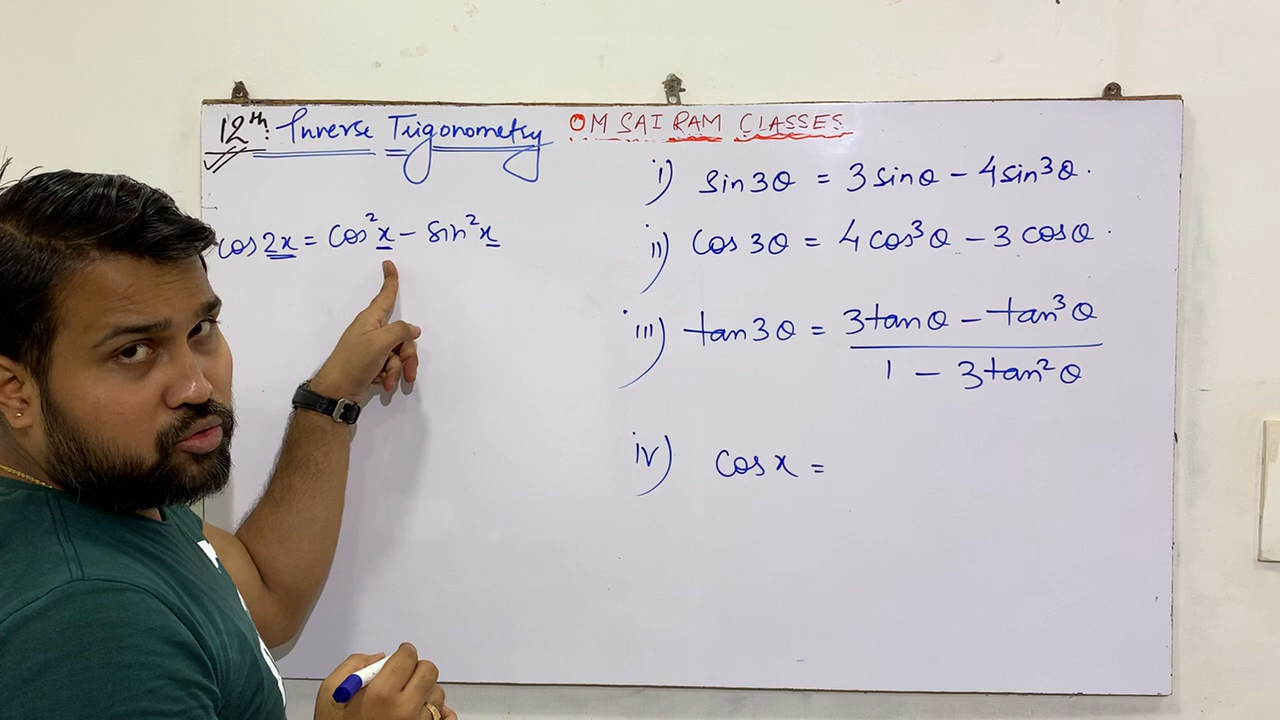 12th Inverse Trigonometry OM SAI RAM CLASSES
cos2x = cos²x - sin²x
i) sin3θ = 3sinθ - 4sin³θ.
ii) cos3θ = 4cos³θ - 3cosθ.
iii) tan3θ = 3tanθ - tan³θ
1 - 3tan²θ
iv) cosx =